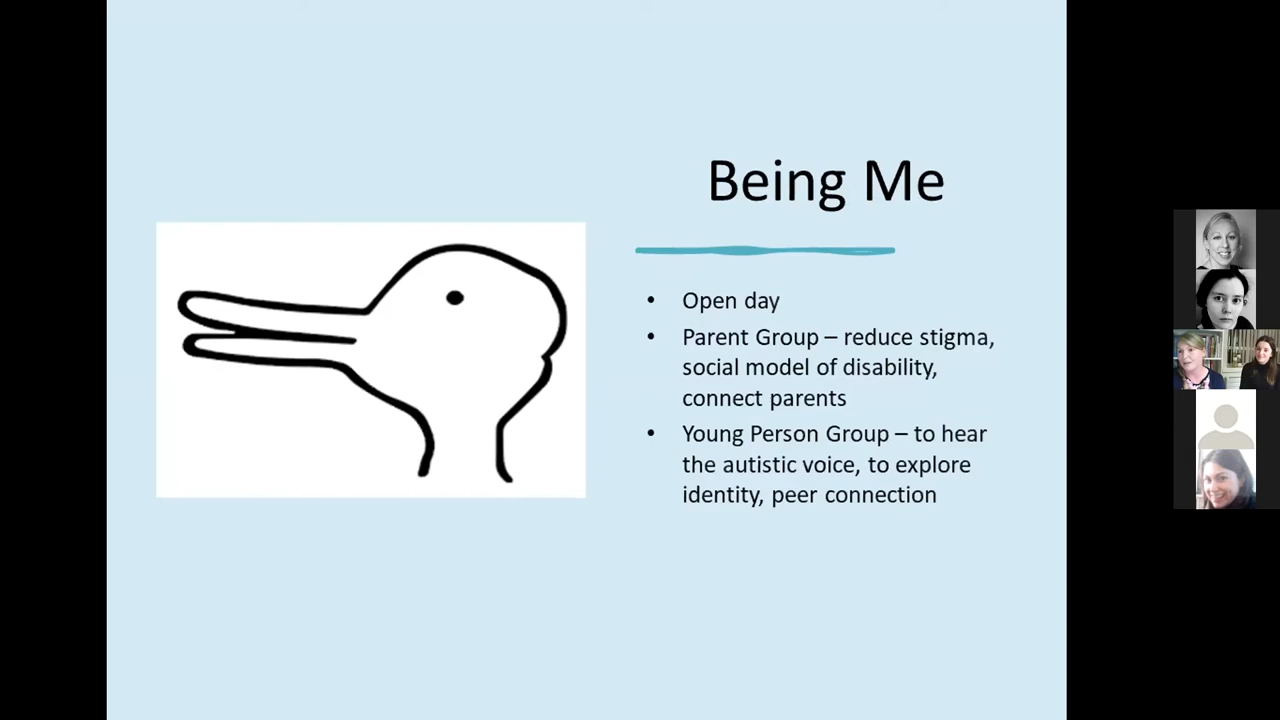 Being Me
• Open day
• Parent Group – reduce stigma,
social model of disability,
connect parents
• Young Person Group – to hear
the autistic voice, to explore
identity, peer connection